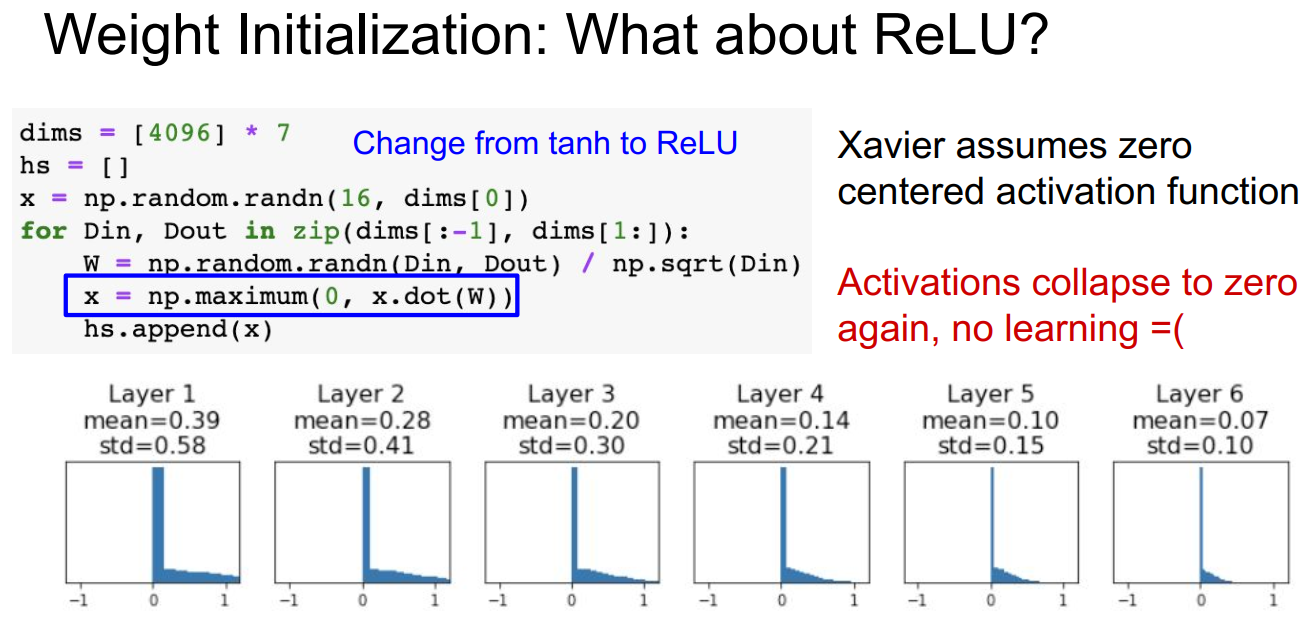 Weight Initialization: What about ReLU?
dims = [4096] * 7
Change from tanh to ReLU
hs = []
x = np.random.randn(16, dims[0])
for Din, Dout in zip(dims[:-1], dims[1:]):
    W = np.random.randn(Din, Dout) / np.sqrt(Din)
    x = np.maximum(0, x.dot(W))
    hs.append(x)
Xavier assumes zero
centered activation function
Activations collapse to zero
again, no learning =(
Layer 1
mean=0.39
std=0.58
-1 0 1
Layer 2
mean=0.28
std=0.41
-1 0 1
Layer 3
mean=0.20
std=0.30
-1 0 1
Layer 4
mean=0.14
std=0.21
-1 0 1
Layer 5
mean=0.10
std=0.15
-1 0 1
Layer 6
mean=0.07
std=0.10
-1 0 1